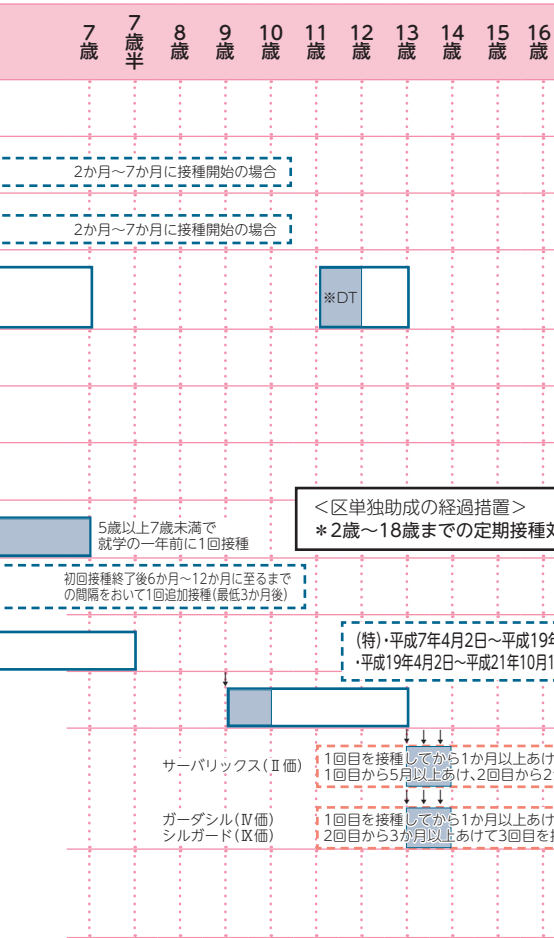 7歳 7歳半 8歳 9歳 10歳 11歳 12歳 13歳 14歳 15歳 16歳
2か月～7か月に接種開始の場合
2か月～7か月に接種開始の場合
※DT
＜区単独助成の経過措置＞
＊2歳～18歳までの定期接種対
5歳以上7歳未満で
就学の一年前に1回接種
初回接種終了後6か月～12か月に至るまで
の間隔をおいて1回追加接種(最低3か月後)
(特)・平成7年4月2日～平成19年
・平成19年4月2日～平成21年10月1
↓
↓ ↓ ↓
サーバリックス(Ⅱ価)
1回目を接種してから1か月以上あけ
1回目から5月以上あけ、2回目から2
↓ ↓ ↓
ガーダシル(Ⅳ価)
シルガード(Ⅸ価)
1回目を接種してから1か月以上あけ
2回目から3か月以上あけて3回目を